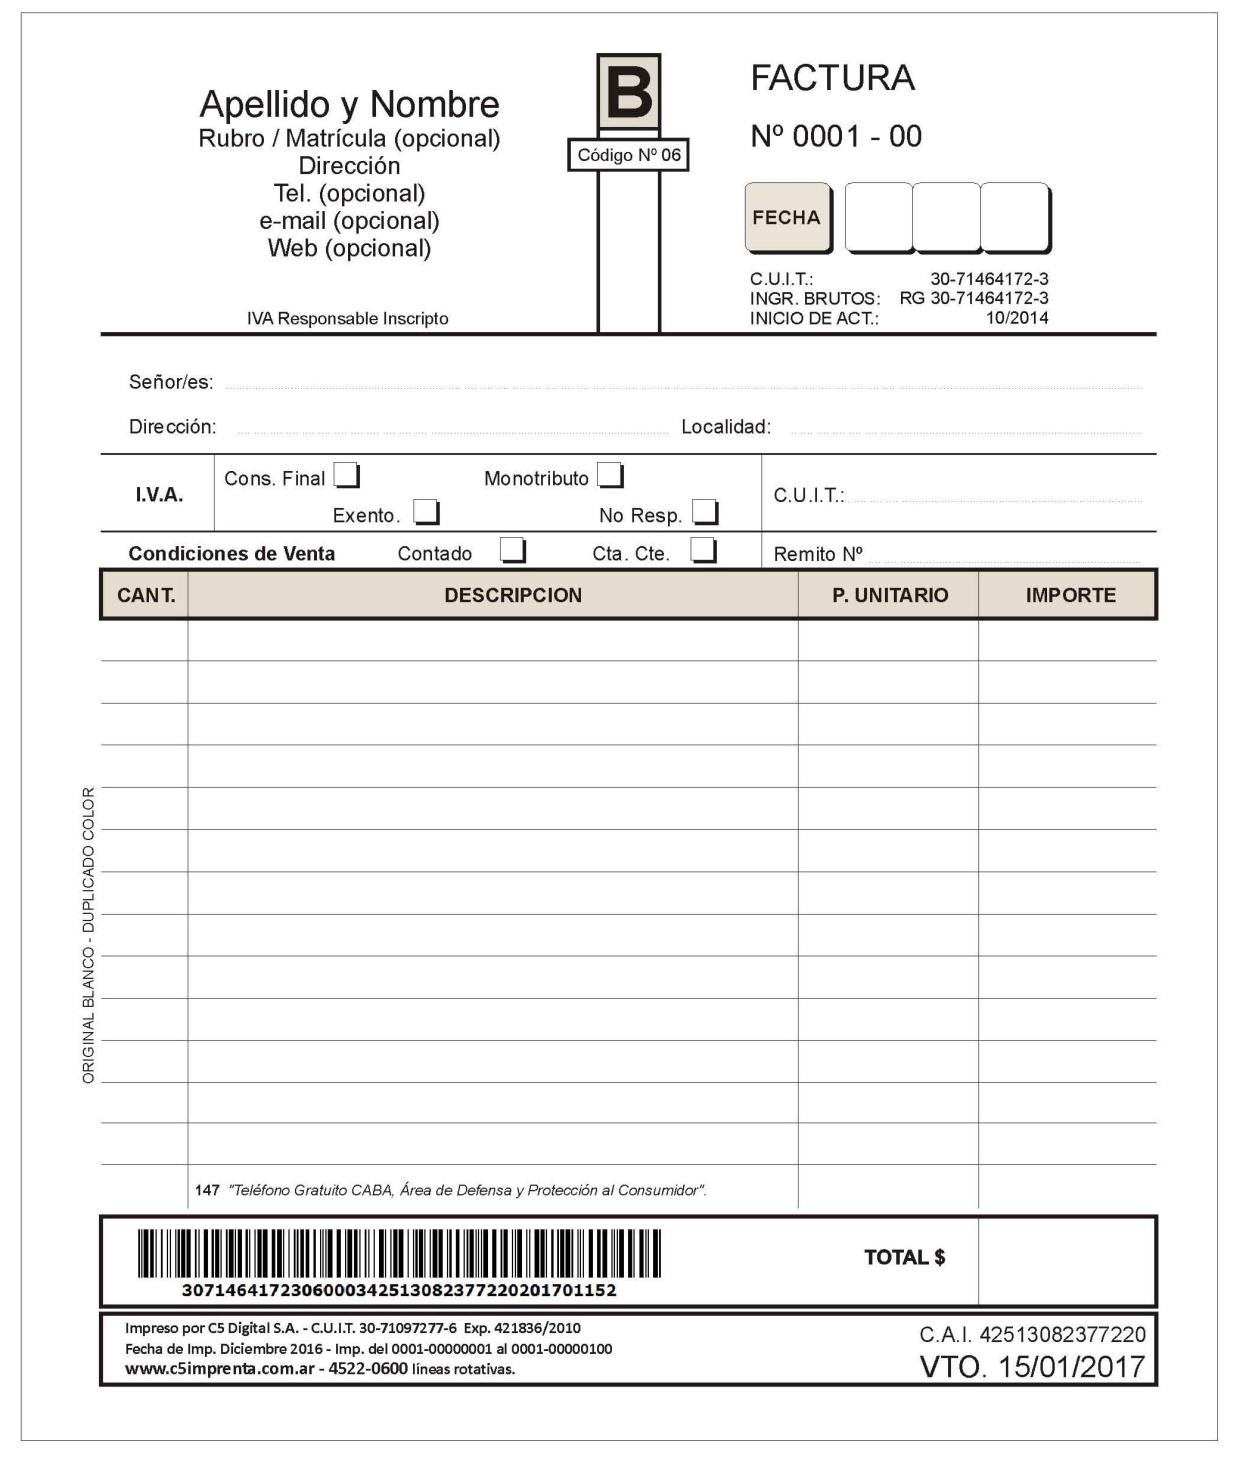 Apellido y Nombre
Rubro / Matrícula (opcional)
Dirección
Tel. (opcional)
e-mail (opcional)
Web (opcional)
IVA Responsable Inscripto
B
Código Nº 06
FACTURA
Nº 0001 - 00
FECHA
C.U.I.T.: 30-71464172-3
INGR. BRUTOS: RG 30-71464172-3
INICIO DE ACT.: 10/2014
Señor/es:
Dirección: Localidad:
I.V.A. Cons. Final Monotributo
Exento. No Resp.
C.U.I.T.:
Condiciones de Venta Contado Cta. Cte. Remito Nº
CANT. DESCRIPCION P. UNITARIO IMPORTE
ORIGINAL BLANCO - DUPLICADO COLOR
147 "Teléfono Gratuito CABA, Área de Defensa y Protección al Consumidor".
3071464172306000342513082377220201701152
TOTAL $
Impreso por C5 Digital S.A. - C.U.I.T. 30-71097277-6 Exp. 421836/2010
Fecha de Imp. Diciembre 2016 - Imp. del 0001-00000001 al 0001-00000100
www.c5imprenta.com.ar - 4522-0600 líneas rotativas.
C.A.I. 42513082377220
VTO. 15/01/2017